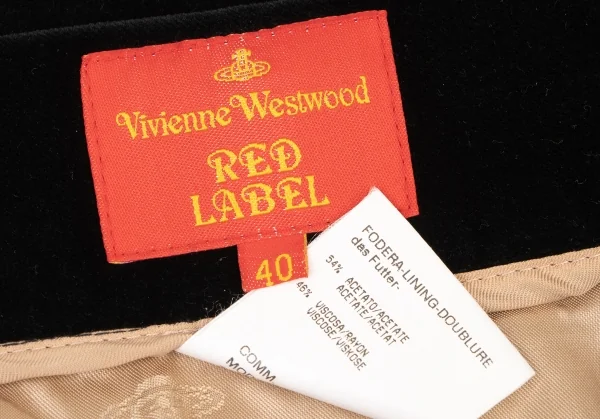 Vivienne Westwood
RED
LABEL
40
FODERA-LINING-DOUBLURE
das Futter-
54% ACETATO/ACETATE
ACETATE/ACETAT
46% VISCOSA/RAYON
VISCOSE/VISKOSE
COMM